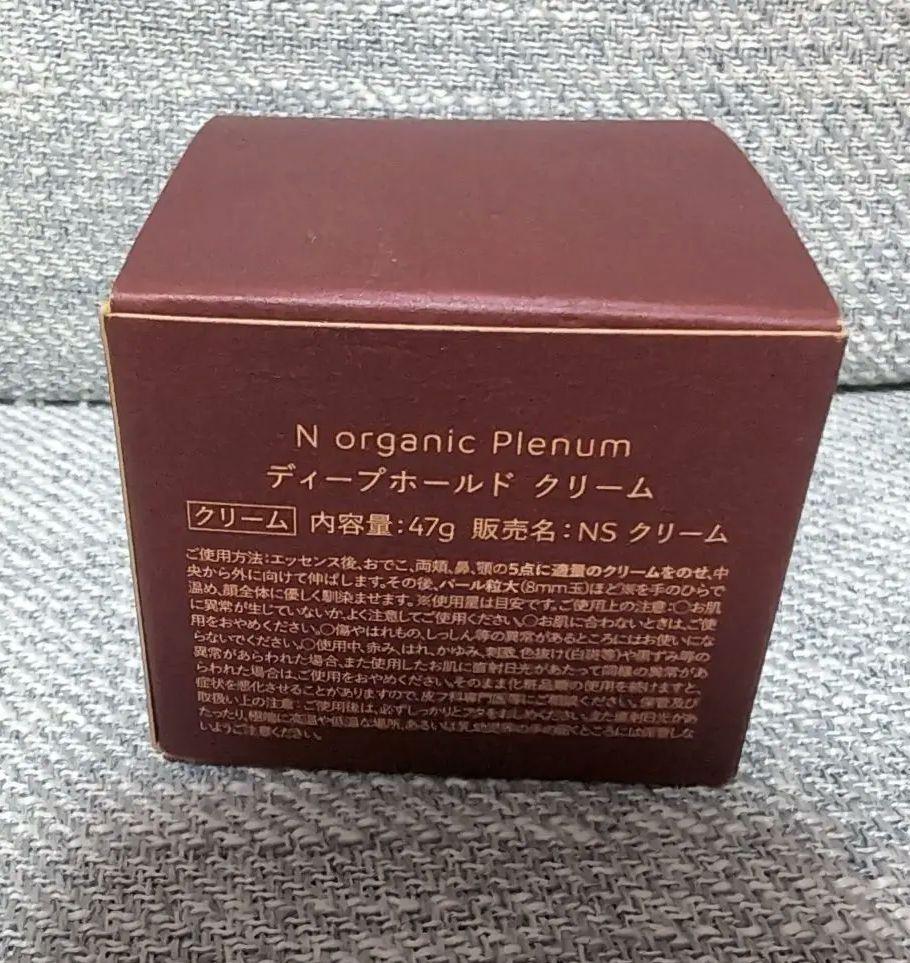 N organic Plenum
ディープホールド クリーム
クリーム 内容量:47g 販売名:NS クリーム
ご使用方法:エッセンス後、おでこ、両頬、鼻、顎の5点に適量のクリームをのせ、中
央から外に向けて伸ばします。その後、パール粒大(8mm玉)ほどを手のひらで
温め、顔全体に優しく馴染ませます。※使用量は目安です。ご使用上の注意:○お肌
に異常が生じていないか、よく注意してご使用ください。○お肌に合わないときは、ご使
用をおやめください。○傷やはれもの、しっしん等の異常があるところにはお使いにな
らないでください。○使用中、赤み、はれ、かゆみ、刺激、色抜け(白斑等)や黒ずみ等の
異常があらわれた場合、また使用したお肌に直射日光があたって同様の異常があ
らわれた場合は、ご使用をおやめください。そのまま化粧品類の使用を続けますと、
症状を悪化させることがありますので、皮フ科専門医等にご相談ください。保管及び
取扱い上の注意:ご使用後は、必ずしっかりとフタをおしめください。また直射日光があ
たったり、極端に高温や低温な場所、あるいは乳幼児等の手の届くところには保管しな
いようご注意ください。